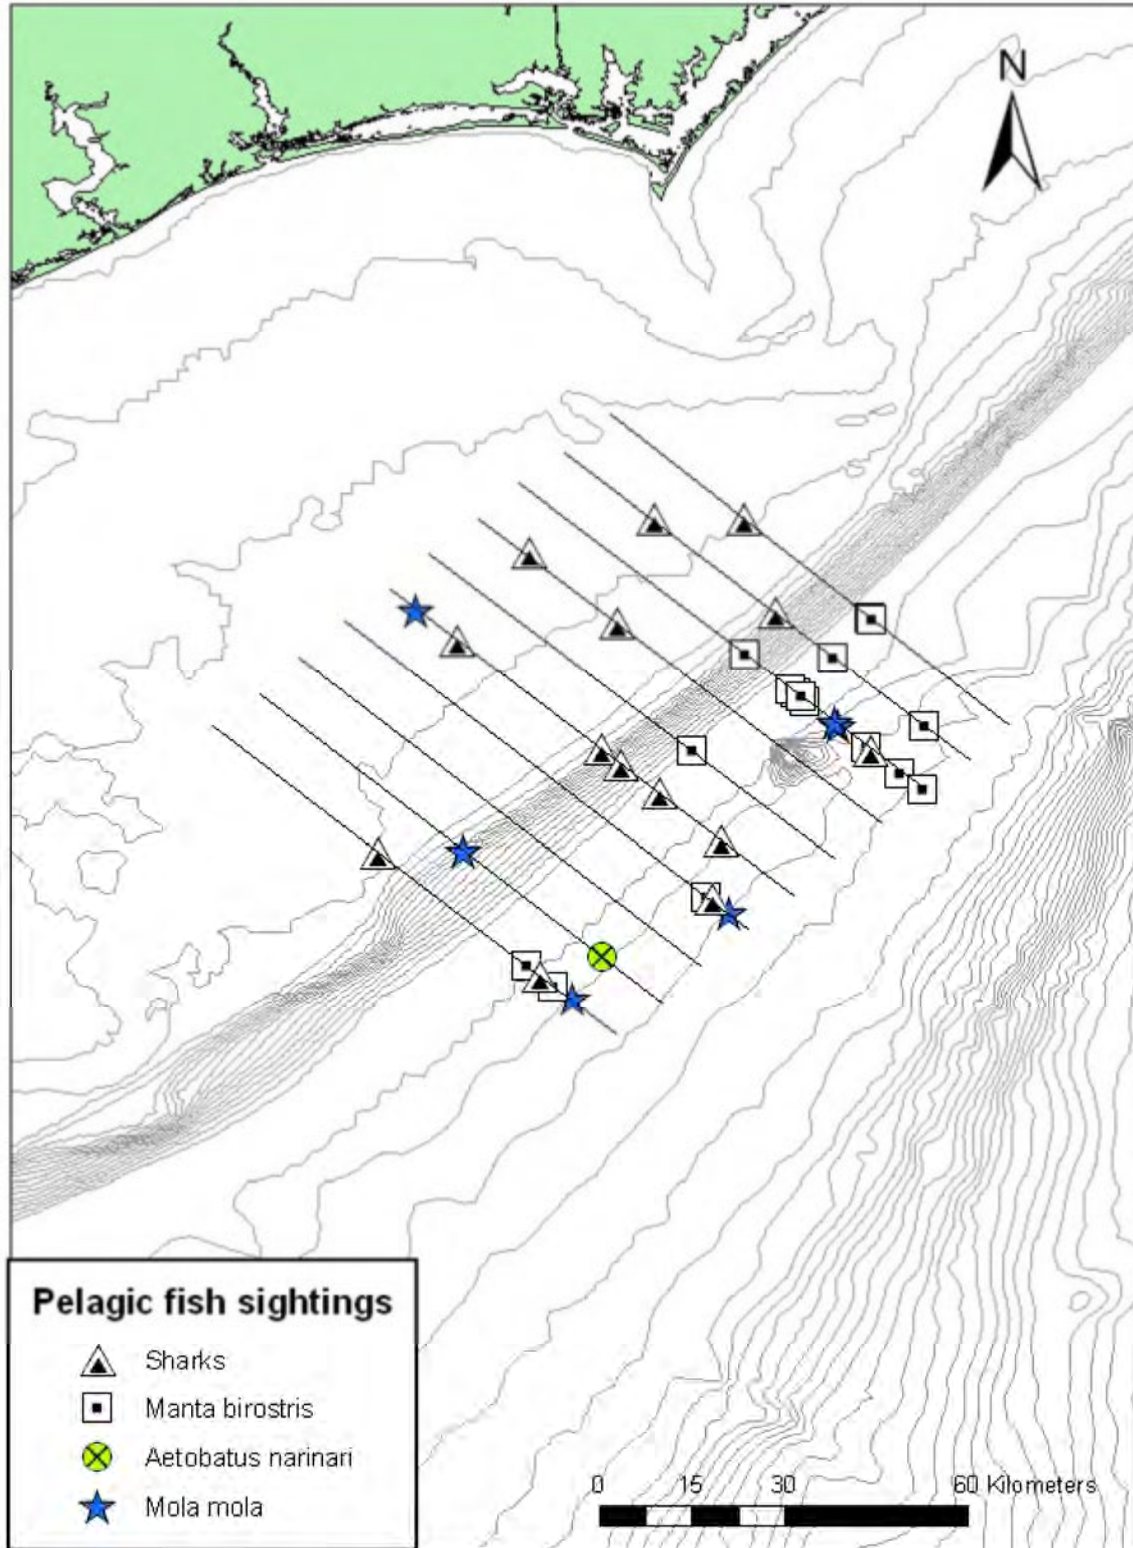 N
Pelagic fish sightings
Sharks
Manta birostris
Aetobatus narinari
Mola mola
0 15 30 60 Kilometers